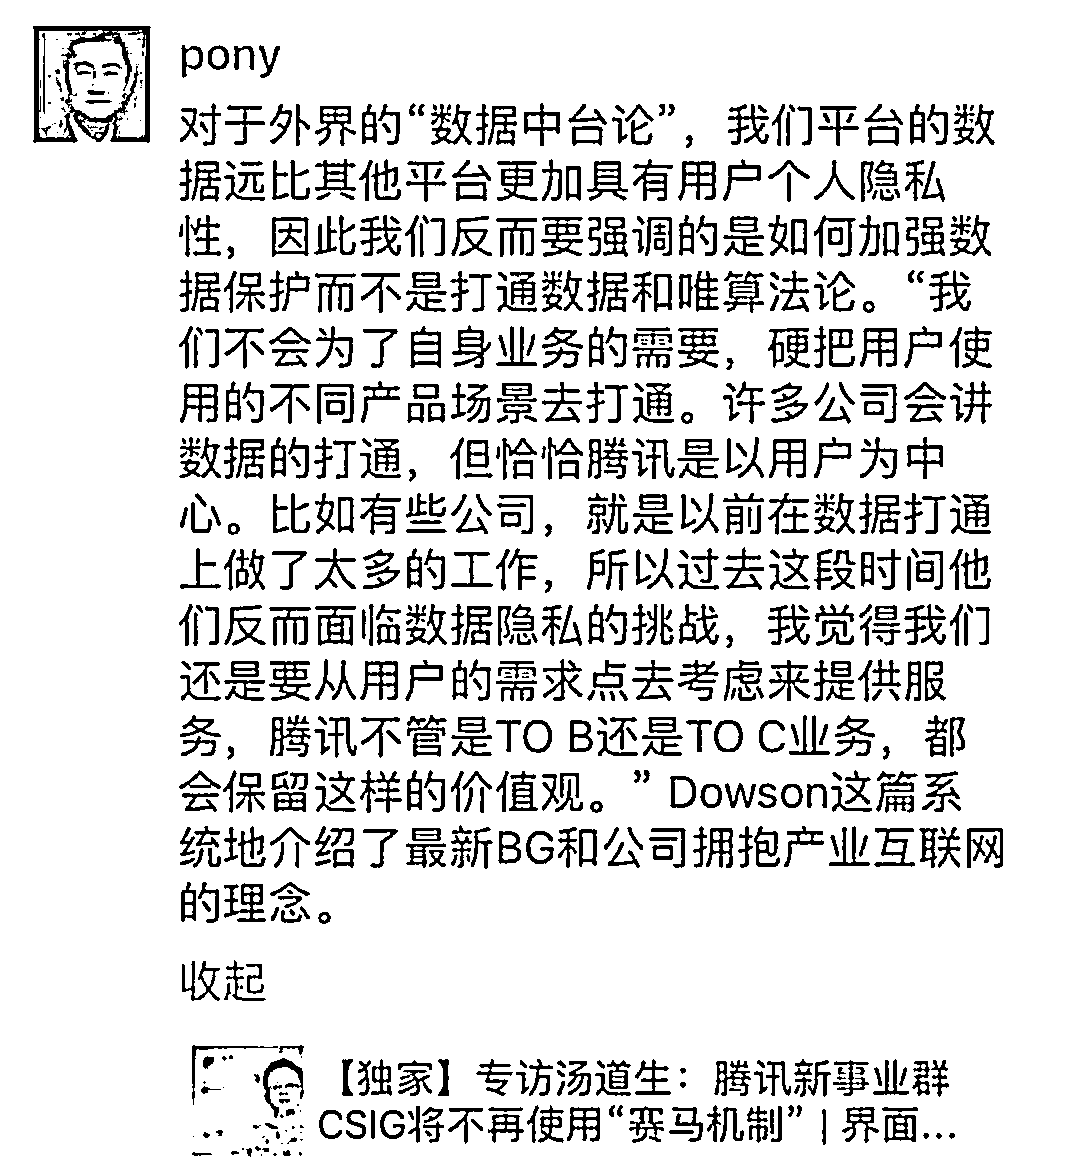 pony
对于外界的“数据中台论”，我们平台的数
据远比其他平台更加具有用户个人隐私
性，因此我们反而要强调的是如何加强数
据保护而不是打通数据和唯算法论。“我
们不会为了自身业务的需要，硬把用户使
用的不同产品场景去打通。许多公司会讲
数据的打通，但恰恰腾讯是以用户为中
心。比如有些公司，就是以前在数据打通
上做了太多的工作，所以过去这段时间他
们反而面临数据隐私的挑战，我觉得我们
还是要从用户的需求点去考虑来提供服
务，腾讯不管是TO B还是TO C业务，都
会保留这样的价值观。” Dowson这篇系
统地介绍了最新BG和公司拥抱产业互联网
的理念。
收起
【独家】专访汤道生：腾讯新事业群
CSIG将不再使用“赛马机制” | 界面...